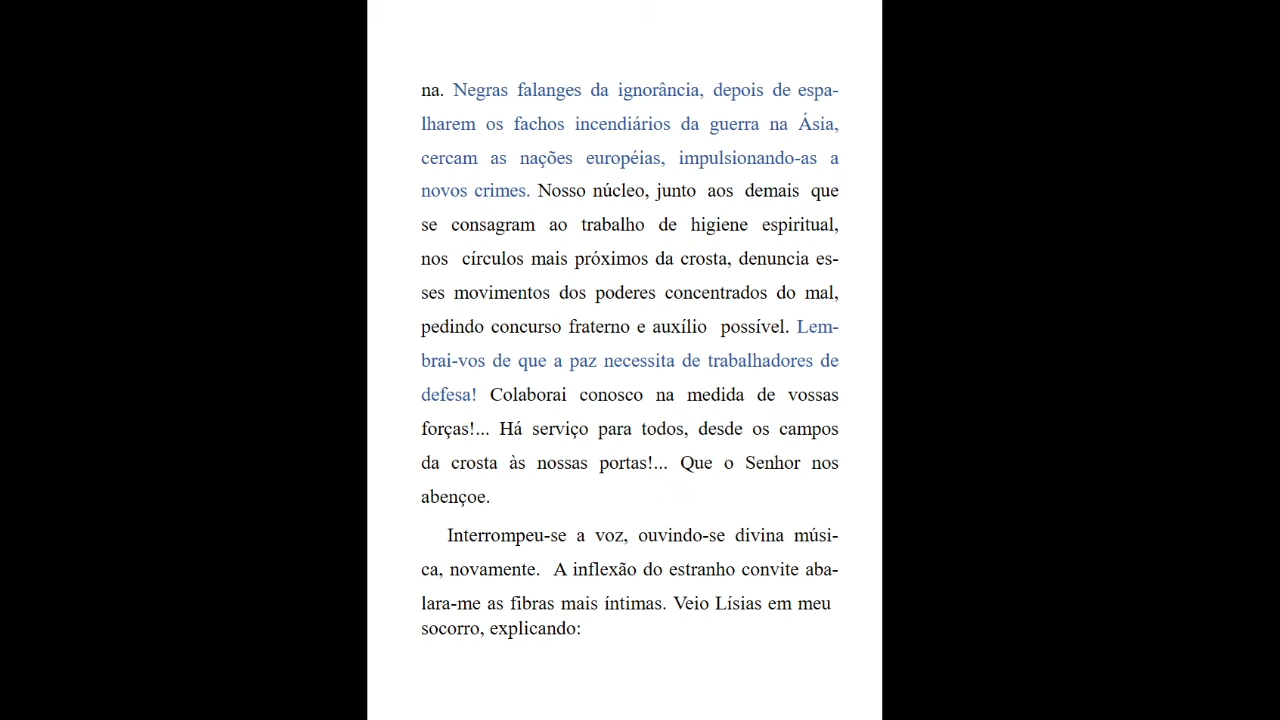 na. Negras falanges da ignorância, depois de espa-
lharem os fachos incendiários da guerra na Ásia,
cercam as nações européias, impulsionando-as a
novos crimes. Nosso núcleo, junto aos demais que
se consagram ao trabalho de higiene espiritual,
nos círculos mais próximos da crosta, denuncia es-
ses movimentos dos poderes concentrados do mal,
pedindo concurso fraterno e auxílio possível. Lem-
brai-vos de que a paz necessita de trabalhadores de
defesa! Colaborai conosco na medida de vossas
forças!... Há serviço para todos, desde os campos
da crosta às nossas portas!... Que o Senhor nos
abençoe.
Interrompeu-se a voz, ouvindo-se divina músi-
ca, novamente. A inflexão do estranho convite aba-
lara-me as fibras mais íntimas. Veio Lísias em meu
socorro, explicando: